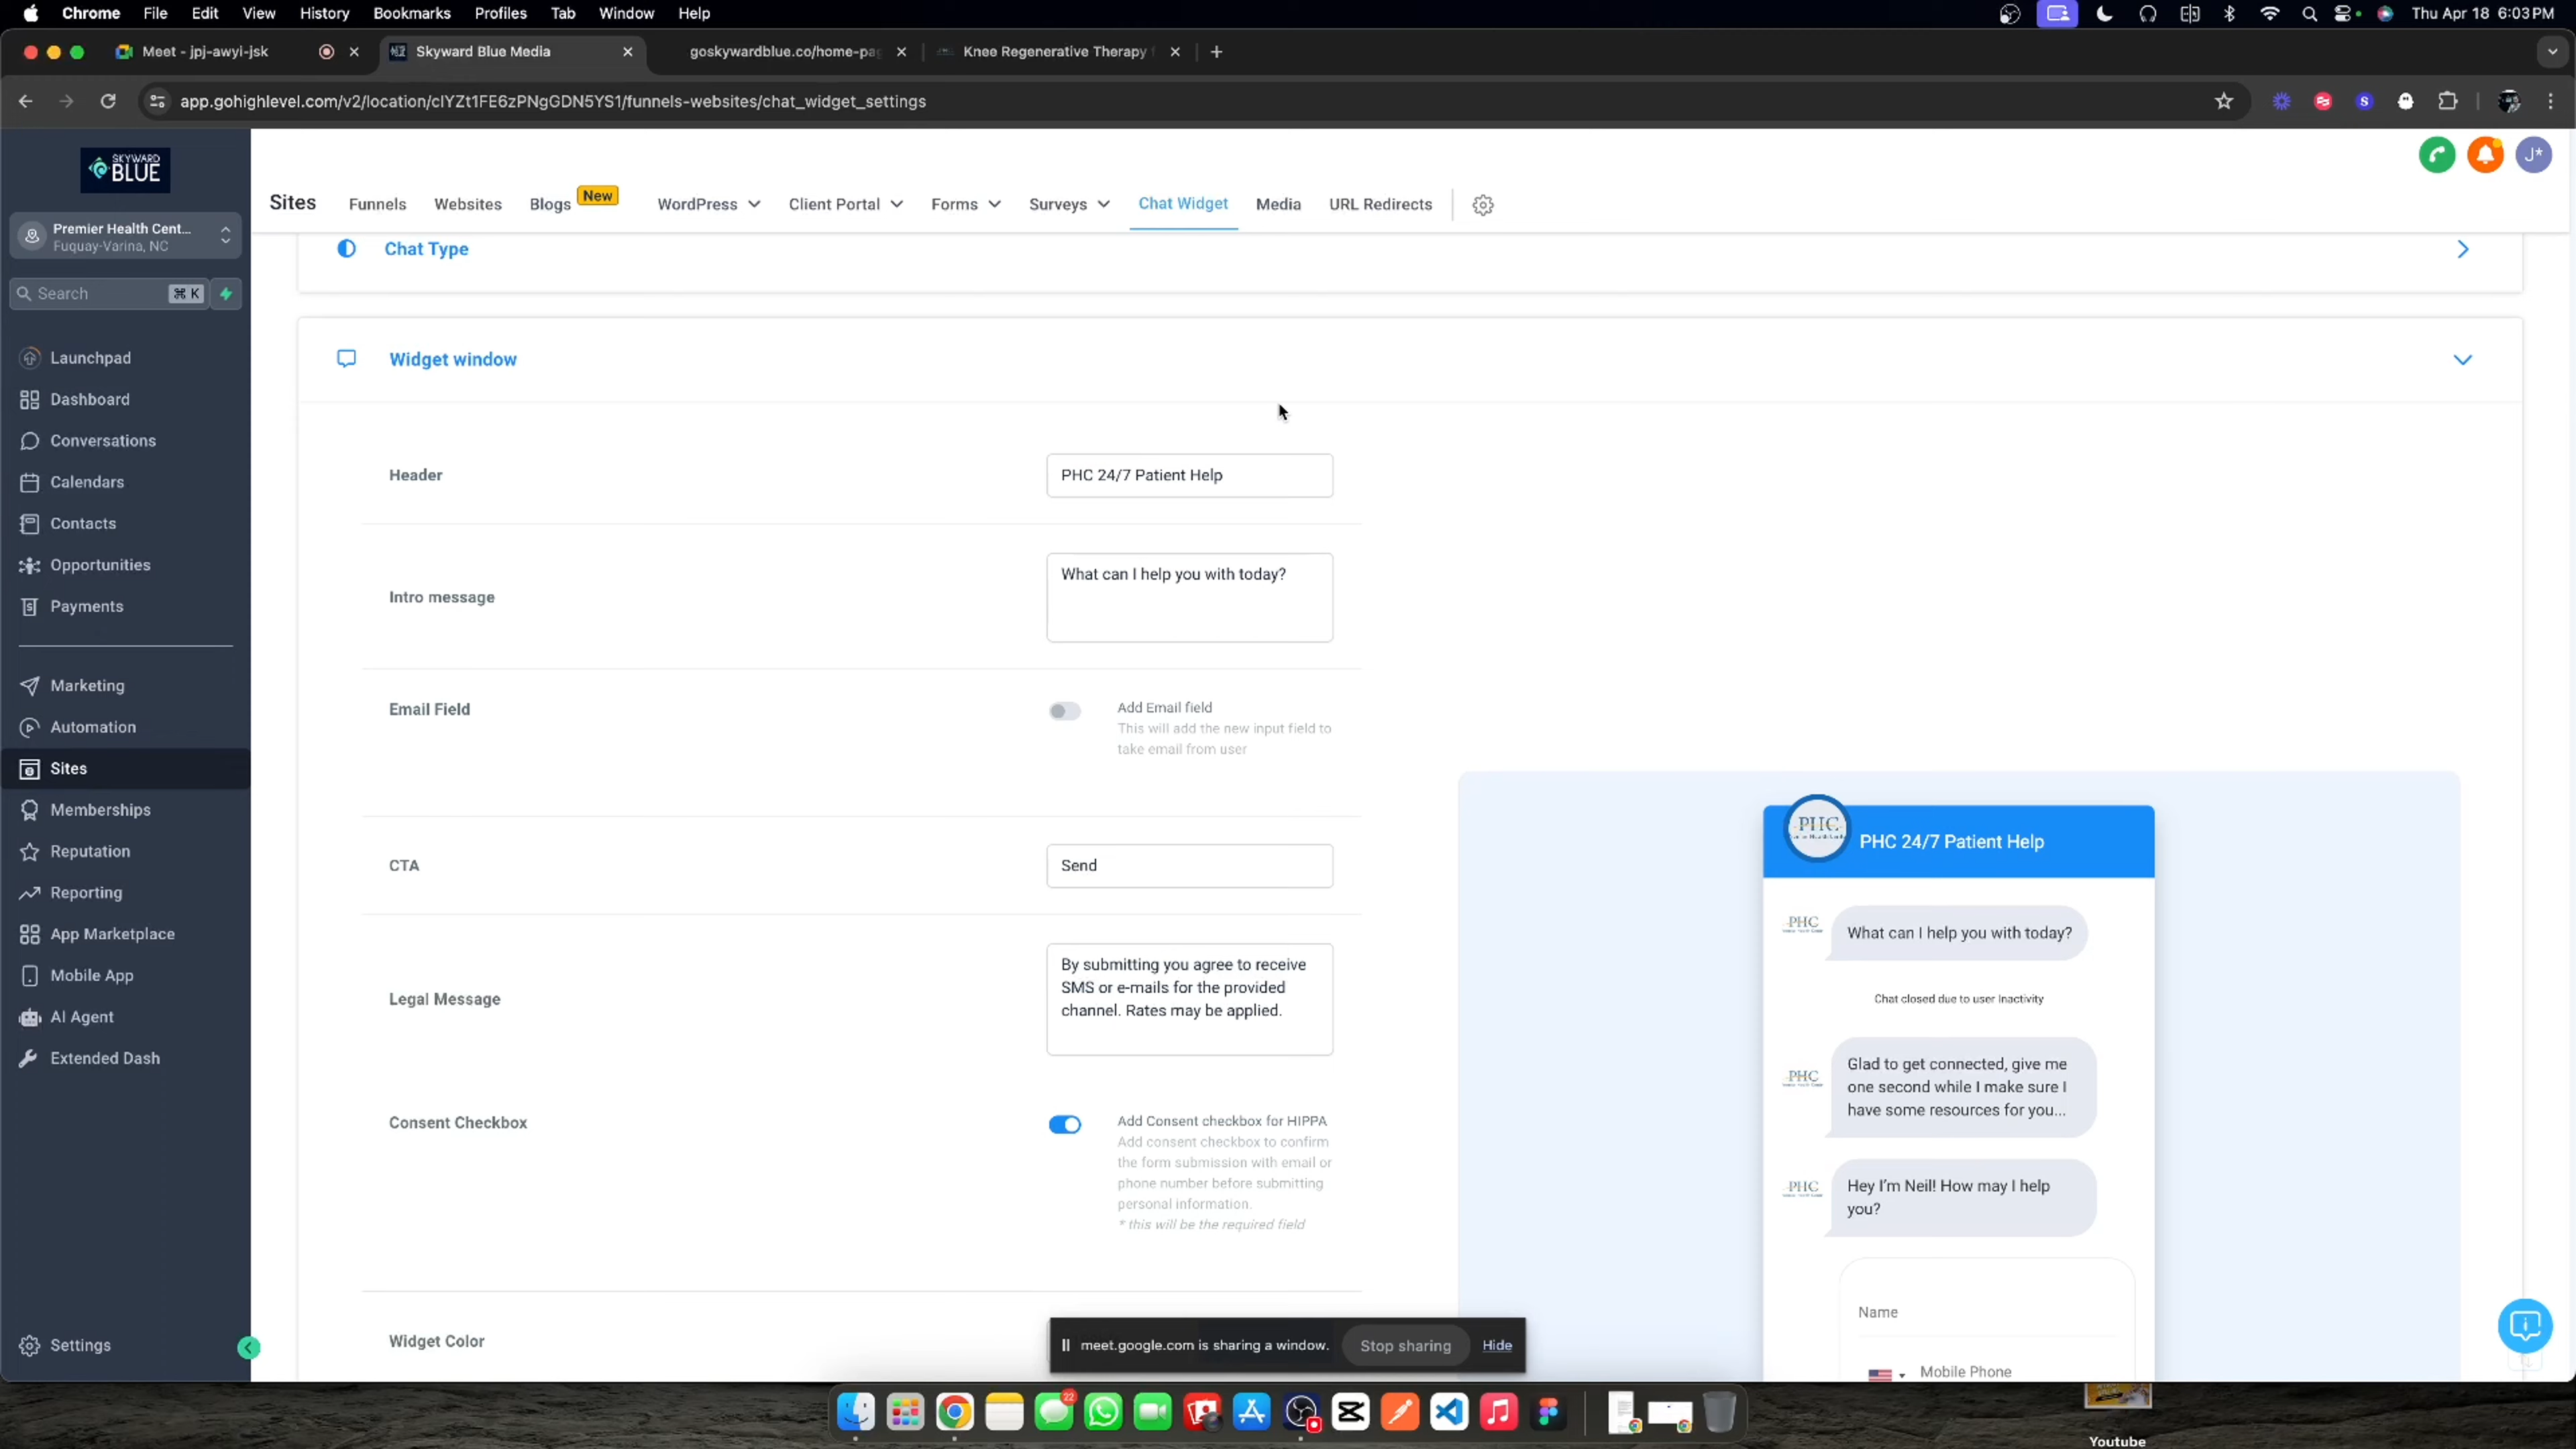 Chrome File Edit View History Bookmarks Profiles Tab Window Help Thu Apr 18 6:03 PM
Meet - jpj-awyi-jsk Skyward Blue Media goskywardblue.co/home-pag Knee Regenerative Therapy
app.gohighlevel.com/v2/location/cIYZt1FE6zPNgGDN5YS1/funnels-websites/chat_widget_settings
SKYWARD
BLUE
J*
Sites Funnels Websites Blogs New WordPress Client Portal Forms Surveys Chat Widget Media URL Redirects
Premier Health Cent...
Fuquay-Varina, NC
Search ⌘ K
Launchpad
Dashboard
Conversations
Calendars
Contacts
Opportunities
Payments
Marketing
Automation
Sites
Memberships
Reputation
Reporting
App Marketplace
Mobile App
AI Agent
Extended Dash
Settings
Chat Type
Widget window
Header
PHC 24/7 Patient Help
Intro message
What can I help you with today?
Email Field
Add Email field
This will add the new input field to
take email from user
CTA
Send
Legal Message
By submitting you agree to receive
SMS or e-mails for the provided
channel. Rates may be applied.
Consent Checkbox
Add Consent checkbox for HIPPA
Add consent checkbox to confirm
the form submission with email or
phone number before submitting
personal information.
* this will be the required field
Widget Color
PHC
PHC 24/7 Patient Help
PHC
What can I help you with today?
Chat closed due to user inactivity
PHC
Glad to get connected, give me
one second while I make sure I
have some resources for you...
PHC
Hey I'm Neil! How may I help
you?
Name
Mobile Phone
meet.google.com is sharing a window. Stop sharing Hide
22
Youtube